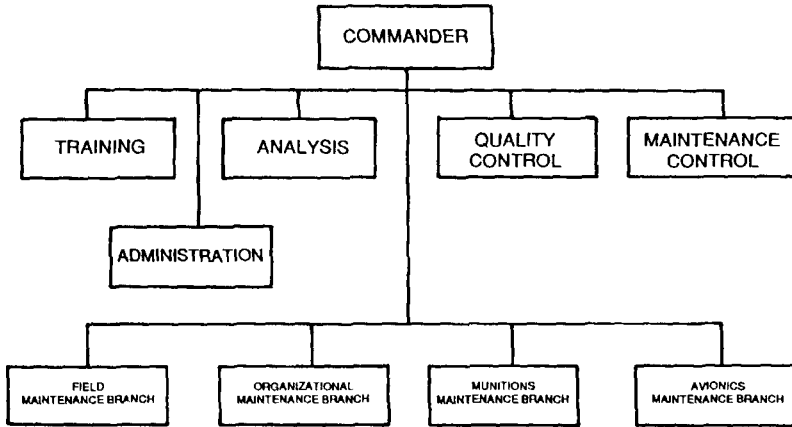 COMMANDER
TRAINING
ANALYSIS
QUALITY
CONTROL
MAINTENANCE
CONTROL
ADMINISTRATION
FIELD
MAINTENANCE BRANCH
ORGANIZATIONAL
MAINTENANCE BRANCH
MUNITIONS
MAINTENANCE BRANCH
AVIONICS
MAINTENANCE BRANCH